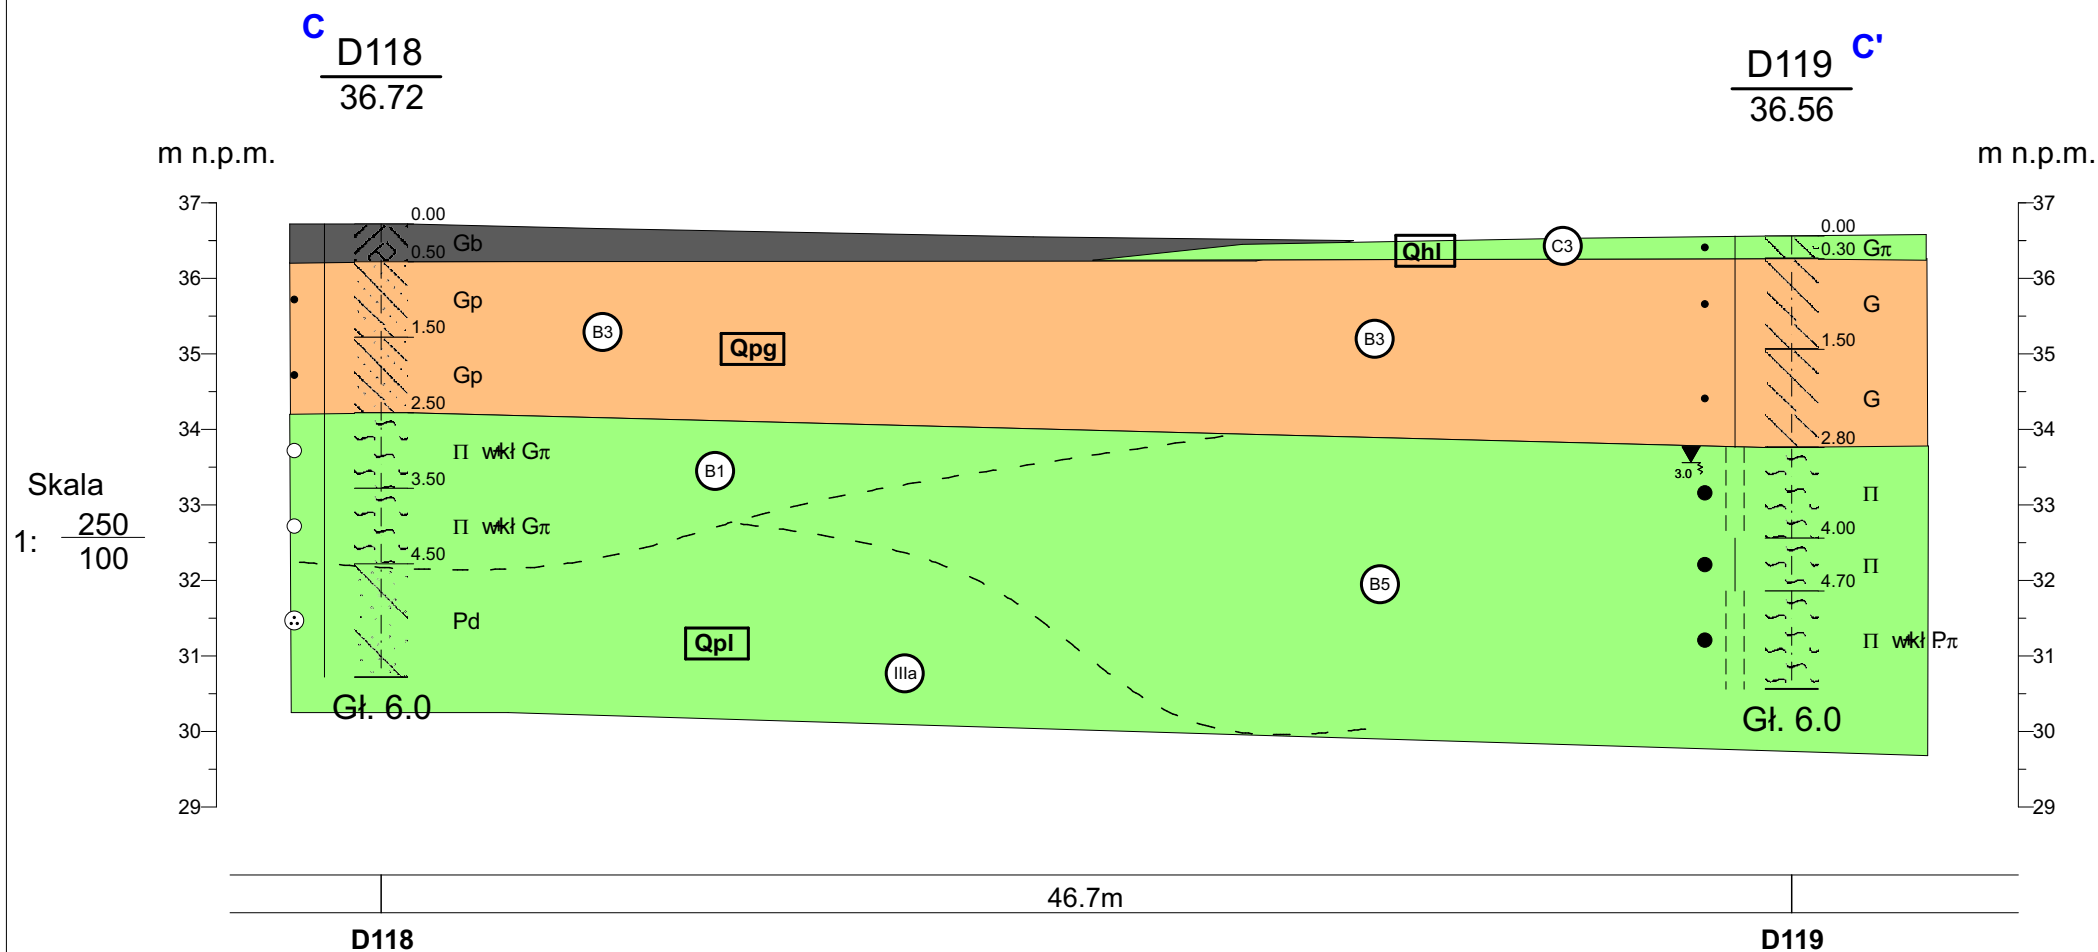 C
D118
36.72
D119
C'
36.56
m n.p.m.
m n.p.m.
37
36
35
34
33
32
31
30
29
37
36
35
34
33
32
31
30
29
Skala
1: 250
100
0.00
Gb
0.50
Gp
1.50
Gp
2.50
Π wkł Gπ
3.50
Π wkł Gπ
4.50
Pd
Gł. 6.0
B3
Qpg
B1
Qpl
IIIa
Qhl
C3
B3
B5
0.00
0.30 Gπ
G
1.50
G
2.80
3.0
Π
4.00
Π
4.70
Π wkł Pπ
Gł. 6.0
46.7m
D118
D119